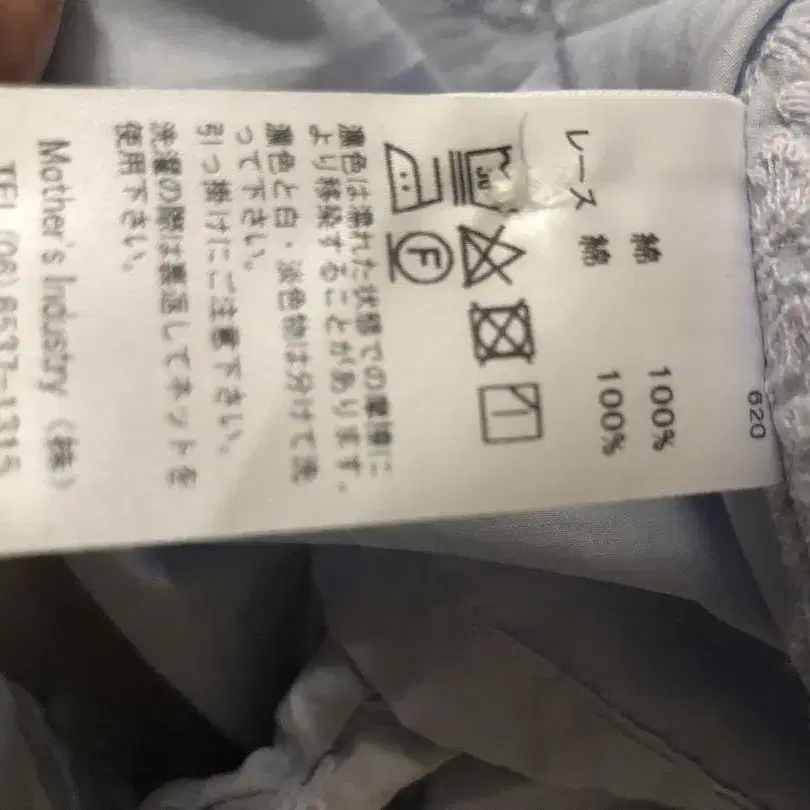 620
綿 100%
レース 綿 100%
濃色は濡れた状態での摩擦に
より移染することがあります。
濃色と白・淡色物は分けて洗
って下さい。
引っ掛けにご注意下さい。
洗濯の際は裏返してネットを
使用下さい。
Mother's Industry (株)
TEL (06) 6537-1315